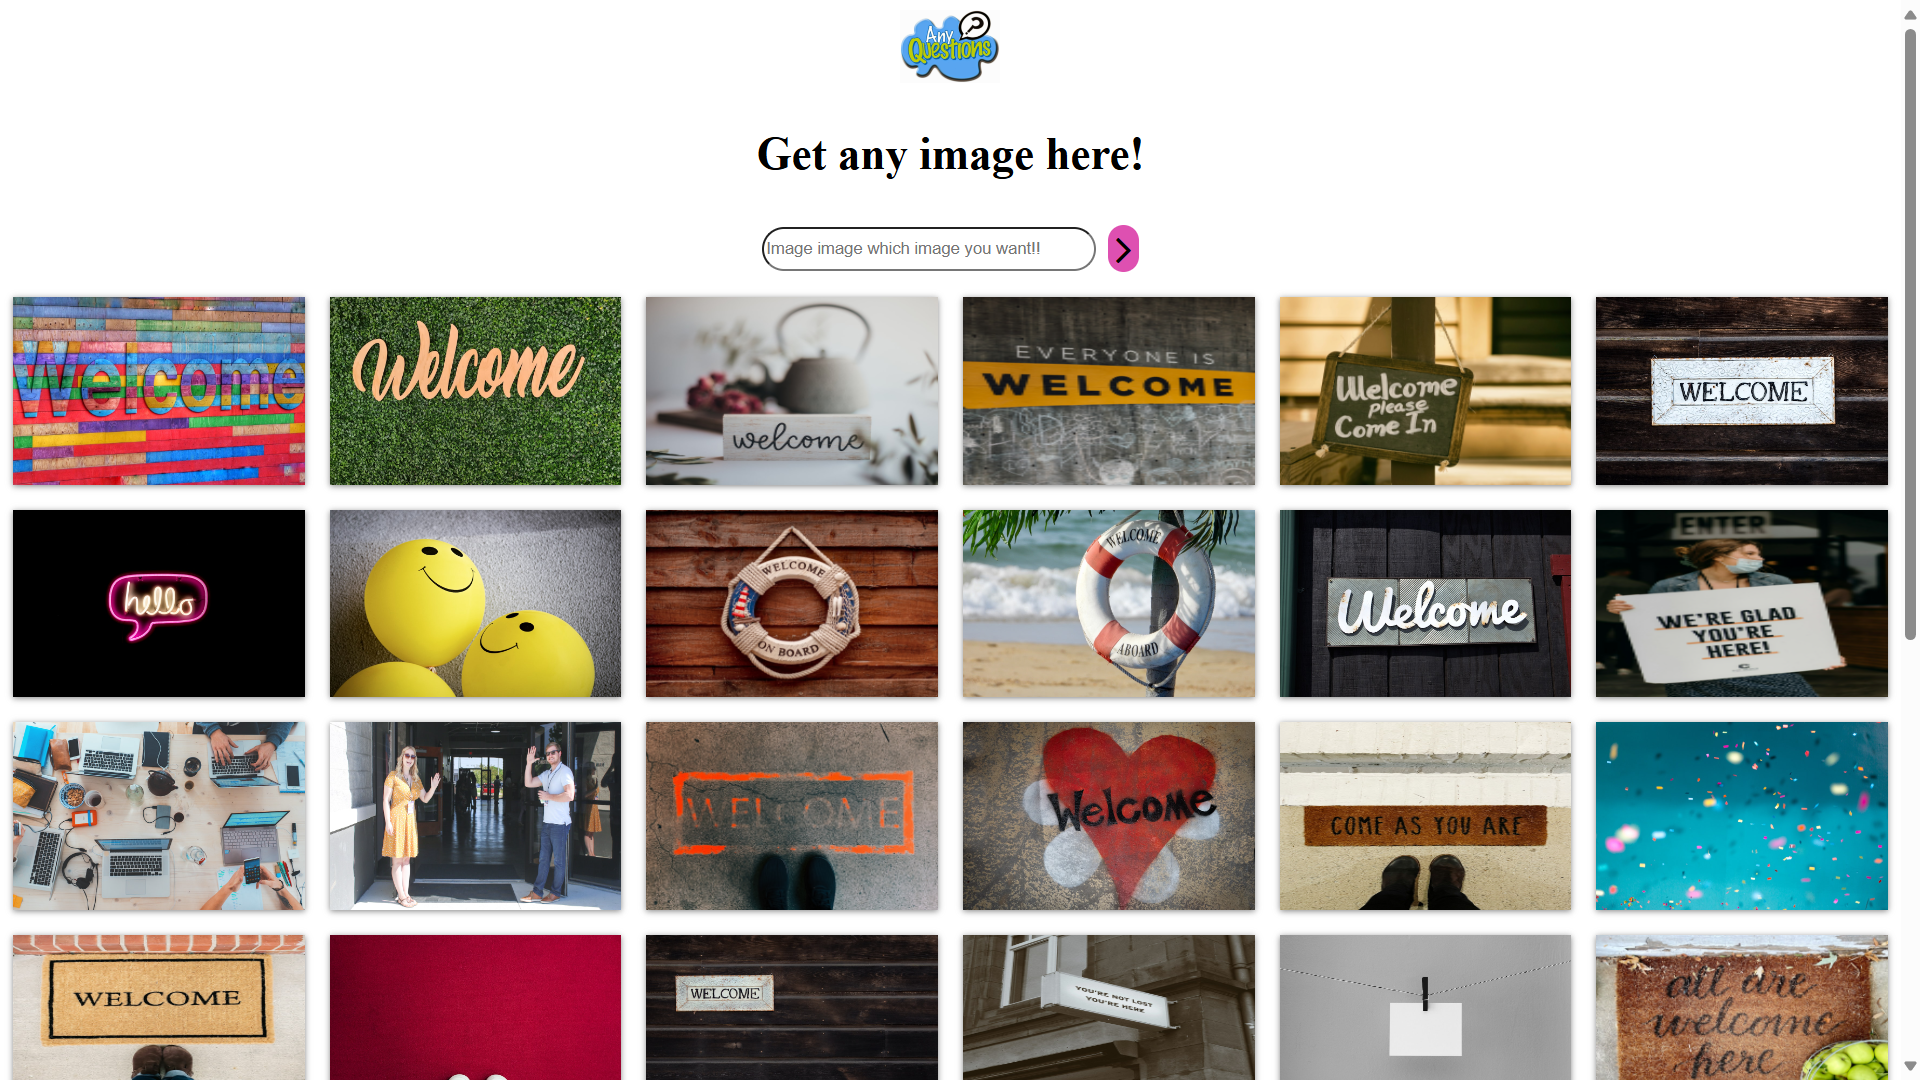 Any
Questions
Get any image here!
Image image which image you want!!
Welcome
Welcome
welcome
EVERYONE IS
WELCOME
Welcome
please
Come In
WELCOME
hello
WELCOME
ON BOARD
WELCOME
ABOARD
Welcome
ENTER
WE'RE GLAD
YOU'RE
HERE!
WELCOME
Welcome
COME AS YOU ARE
WELCOME
WELCOME
YOU'RE NOT LOST
YOU'RE HERE
all are
welcome
here